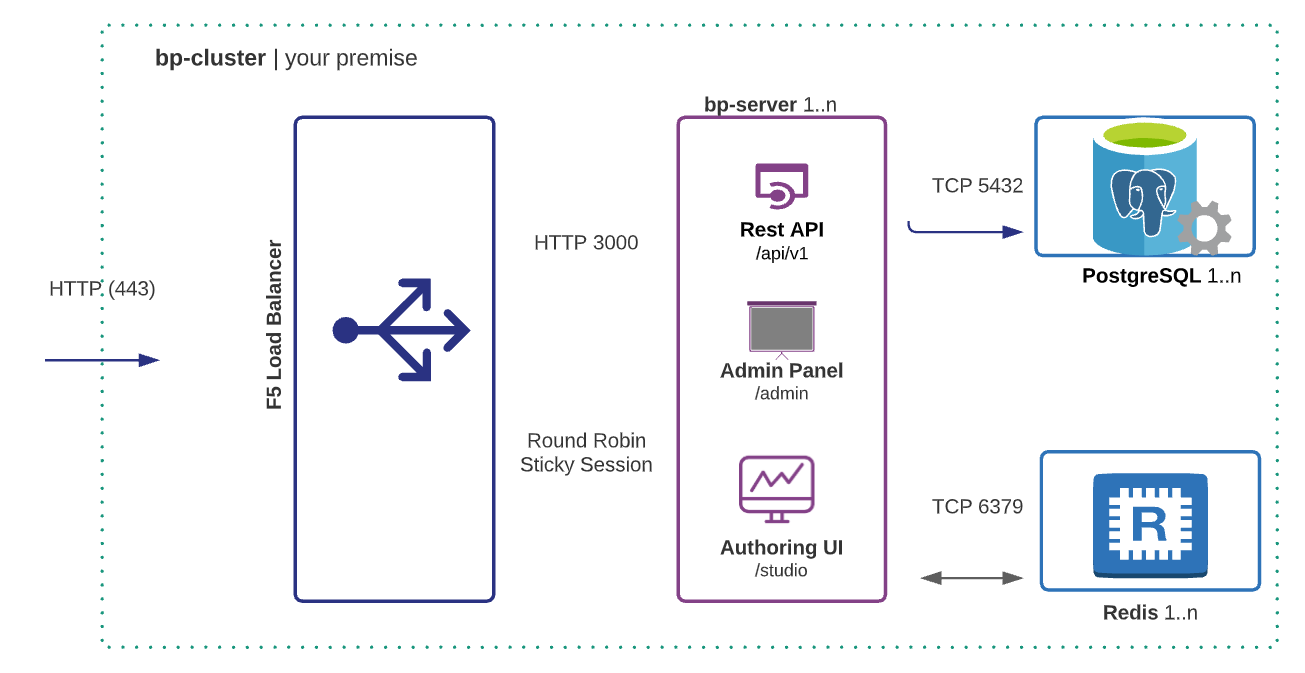 bp-cluster | your premise
HTTP (443)
F5 Load Balancer
HTTP 3000
Round Robin
Sticky Session
bp-server 1..n
Rest API
/api/v1
Admin Panel
/admin
Authoring UI
/studio
TCP 5432
PostgreSQL 1..n
TCP 6379
R
Redis 1..n